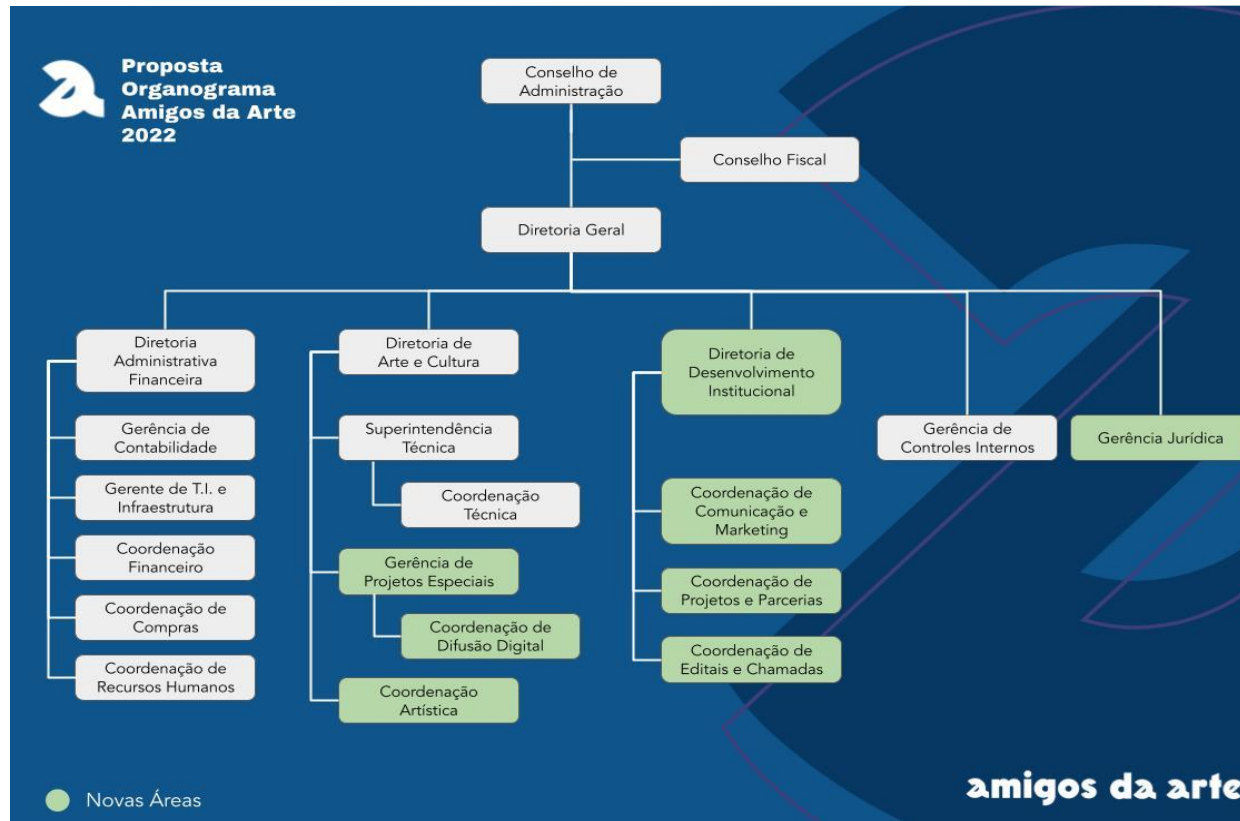 Proposta
Organograma
Amigos da Arte
2022
Conselho de
Administração
Conselho Fiscal
Diretoria Geral
Diretoria
Administrativa
Financeira
Gerência de
Contabilidade
Gerente de T.I. e
Infraestrutura
Coordenação
Financeiro
Coordenação de
Compras
Coordenação de
Recursos Humanos
Diretoria de
Arte e Cultura
Superintendência
Técnica
Coordenação
Técnica
Gerência de
Projetos Especiais
Coordenação de
Difusão Digital
Coordenação
Artística
Diretoria de
Desenvolvimento
Institucional
Coordenação de
Comunicação e
Marketing
Coordenação de
Projetos e Parcerias
Coordenação de
Editais e Chamadas
Gerência de
Controles Internos
Gerência Jurídica
Novas Áreas
amigos da arte